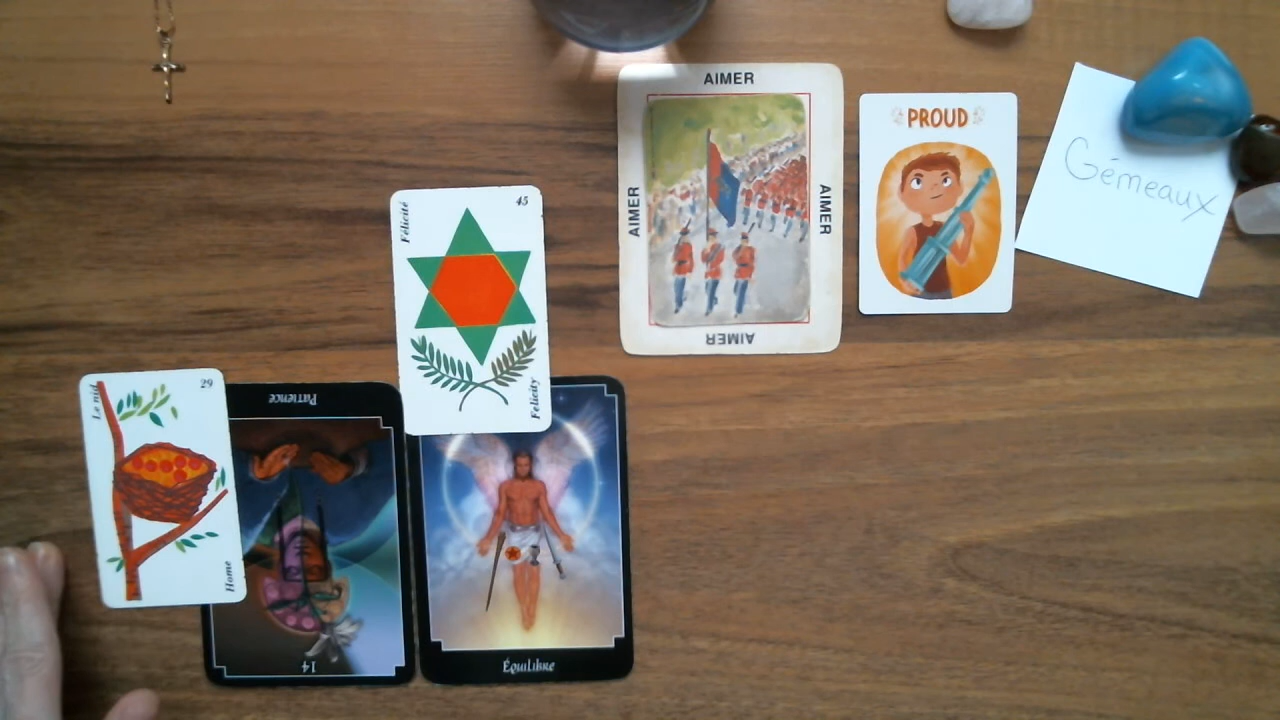 AIMER
AIMER
AIMER
AIMER
PROUD
Gémeaux
Félicité
45
Felicity
Le nid
29
Home
Patience
14
Équilibre